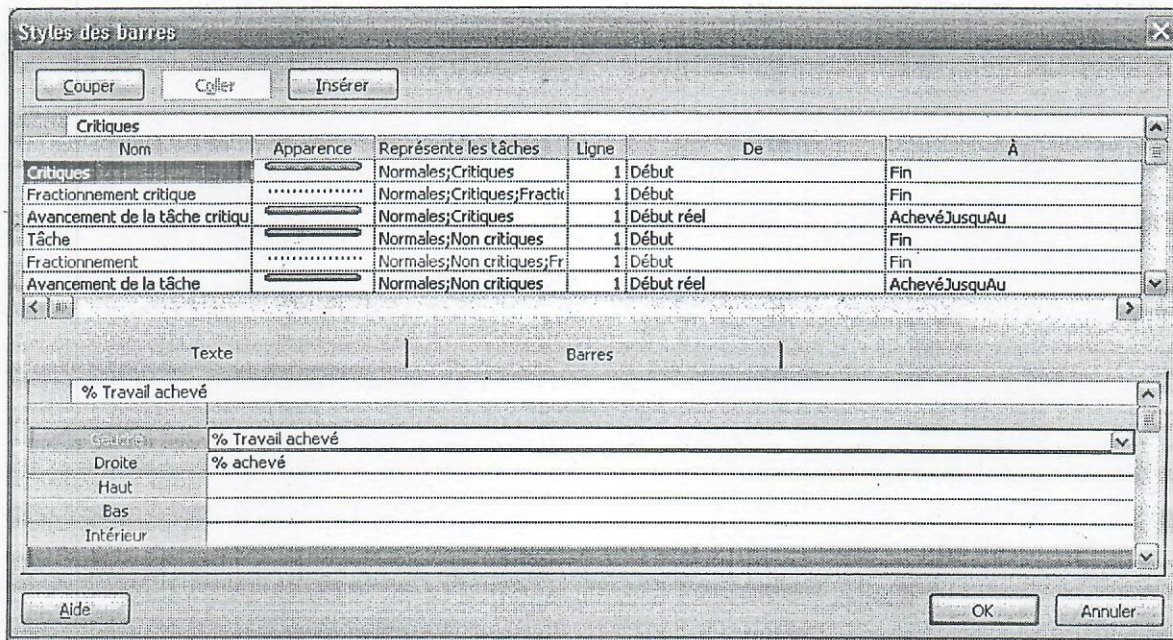 Styles des barres
Couper Coller Insérer
Critiques
Nom Apparence Représente les tâches Ligne De À
Critiques Normales;Critiques 1 Début Fin
Fractionnement critique Normales;Critiques;Fractio 1 Début Fin
Avancement de la tâche critiqu Normales;Critiques 1 Début réel AchevéJusquAu
Tâche Normales;Non critiques 1 Début Fin
Fractionnement Normales;Non critiques;Fr 1 Début Fin
Avancement de la tâche Normales;Non critiques 1 Début réel AchevéJusquAu
Texte Barres
% Travail achevé
Gauche % Travail achevé
Droite % achevé
Haut
Bas
Intérieur
Aide OK Annuler